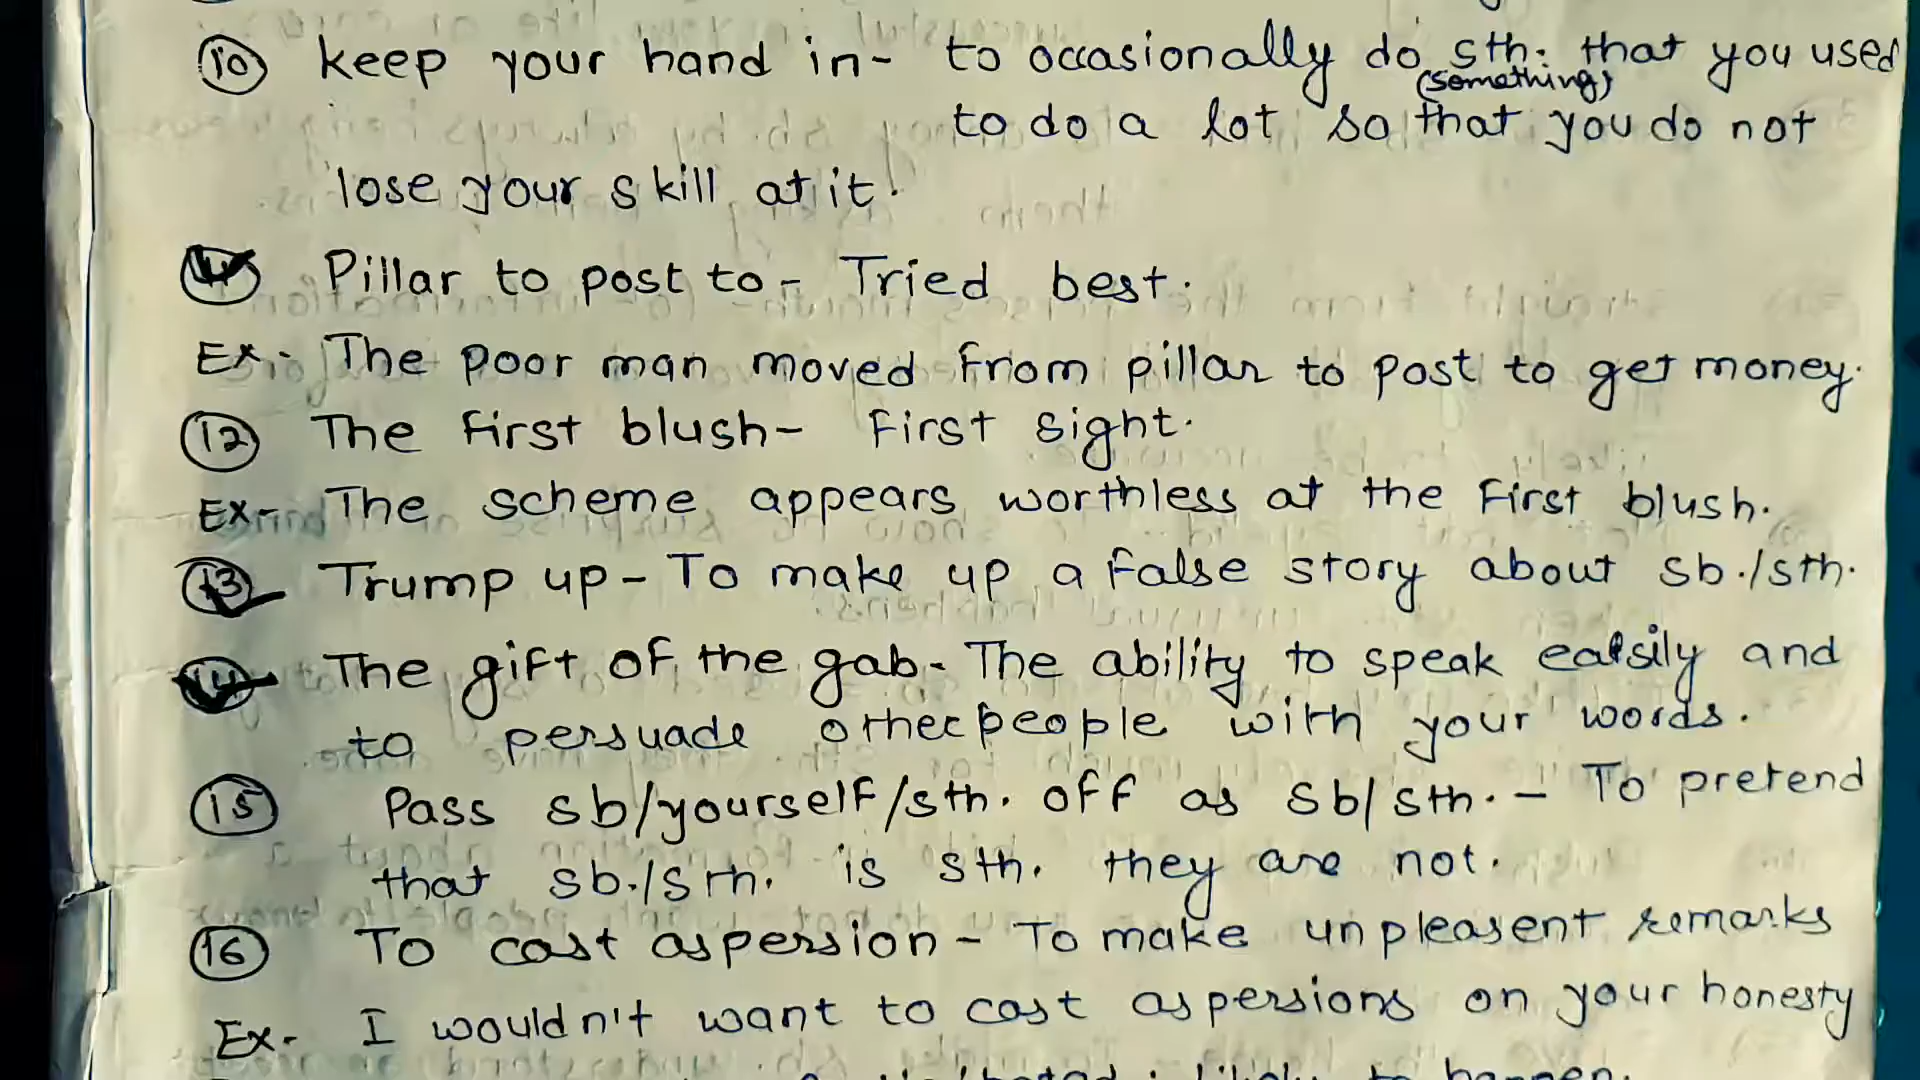 10 keep your hand in- to occasionally do sth. that you used
(something)
to do a lot so that you do not
lose your skill at it.
Pillar to post to - Tried best.
Ex- The poor man moved from pillar to post to get money.
12 The first blush- first sight.
Ex- The scheme appears worthless at the first blush.
13 Trump up - To make up a false story about sb./sth.
14 The gift of the gab- The ability to speak easily and
to persuade other people with your words.
15 Pass sb/yourself/sth. off as sb/sth. - To pretend
that sb./sth. is sth. they are not.
16 To cast aspersion - To make unpleasent remarks
Ex- I wouldn't want to cast aspersions on your honesty
likely to happen.